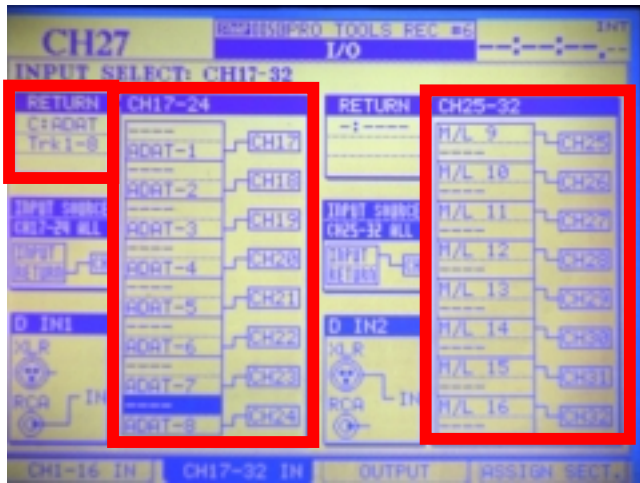 CH27
PRO TOOLS REC #6
INT
I/O
--:--:--.--
INPUT SELECT: CH17-32
RETURN
C:ADAT
Trk1-8
CH17-24
----
ADAT-1
CH17
----
ADAT-2
CH18
----
ADAT-3
CH19
----
ADAT-4
CH20
----
ADAT-5
CH21
----
ADAT-6
CH22
----
ADAT-7
CH23
----
ADAT-8
CH24
RETURN
-:----
CH25-32
M/L 9
----
CH25
M/L 10
----
CH26
M/L 11
----
CH27
M/L 12
----
CH28
M/L 13
----
CH29
M/L 14
----
CH30
M/L 15
----
CH31
M/L 16
----
CH32
INPUT SOURCE
CH17-24 ALL
INPUT
RETURN
INPUT SOURCE
CH25-32 ALL
INPUT
RETURN
D IN1
XLR
RCA
IN
D IN2
XLR
RCA
IN
CH1-16 IN
CH17-32 IN
OUTPUT
ASSIGN SECT.